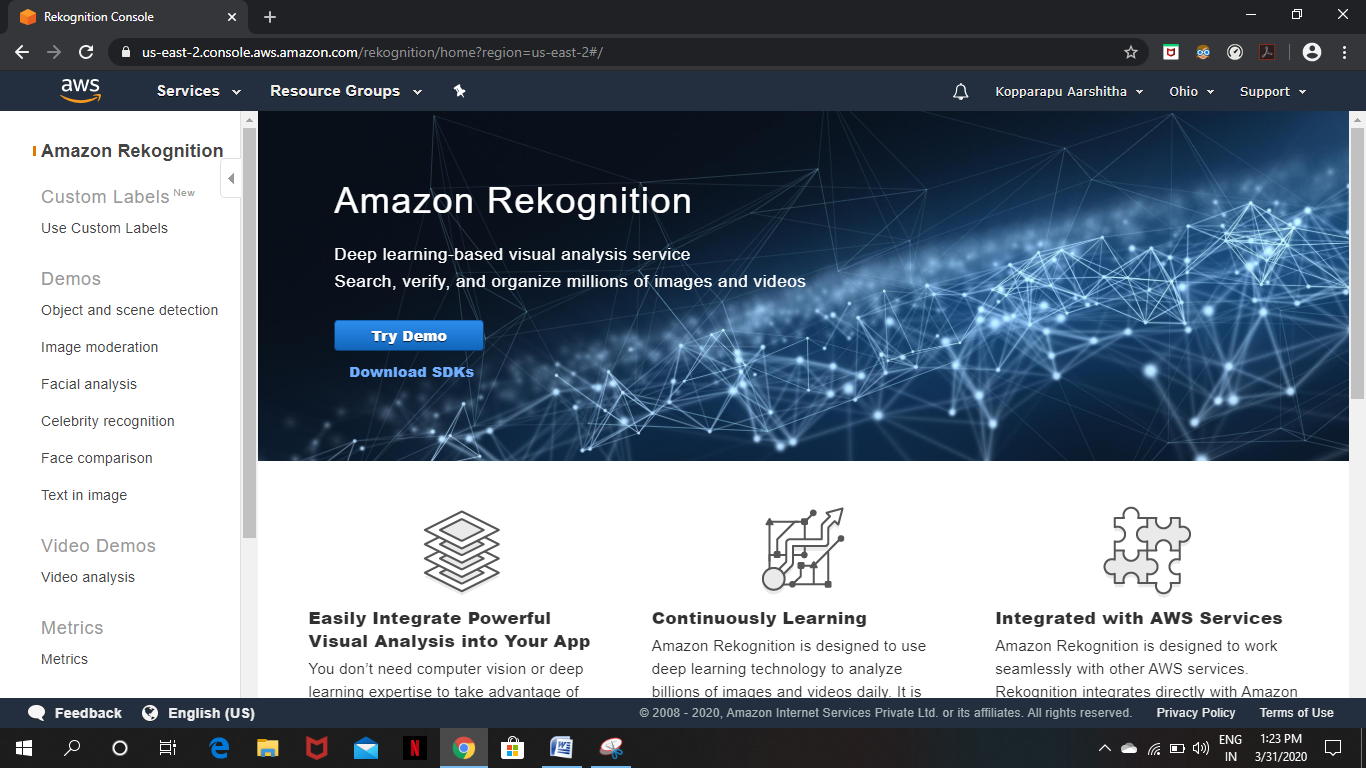 Rekognition Console
us-east-2.console.aws.amazon.com/rekognition/home?region=us-east-2#/
aws
Services
Resource Groups
Kopparapu Aarshitha
Ohio
Support
Amazon Rekognition
Custom Labels New
Use Custom Labels
Demos
Object and scene detection
Image moderation
Facial analysis
Celebrity recognition
Face comparison
Text in image
Video Demos
Video analysis
Metrics
Metrics
Amazon Rekognition
Deep learning-based visual analysis service
Search, verify, and organize millions of images and videos
Try Demo
Download SDKs
Easily Integrate Powerful
Visual Analysis into Your App
You don’t need computer vision or deep
learning expertise to take advantage of
Continuously Learning
Amazon Rekognition is designed to use
deep learning technology to analyze
billions of images and videos daily. It is
Integrated with AWS Services
Amazon Rekognition is designed to work
seamlessly with other AWS services.
Rekognition integrates directly with Amazon
Feedback
English (US)
© 2008 - 2020, Amazon Internet Services Private Ltd. or its affiliates. All rights reserved.
Privacy Policy
Terms of Use
ENG
IN
1:23 PM
3/31/2020